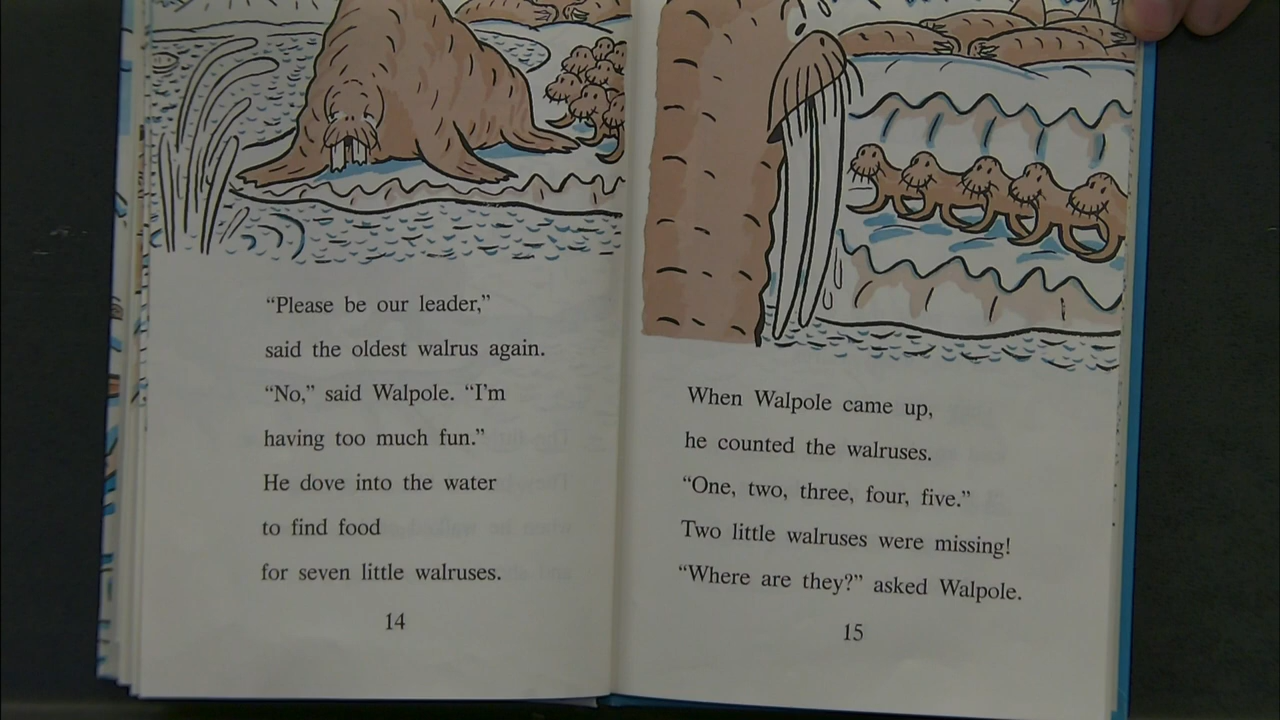 “Please be our leader,”
said the oldest walrus again.
“No,” said Walpole. “I’m
having too much fun.”
He dove into the water
to find food
for seven little walruses.
14
When Walpole came up,
he counted the walruses.
“One, two, three, four, five.”
Two little walruses were missing!
“Where are they?” asked Walpole.
15